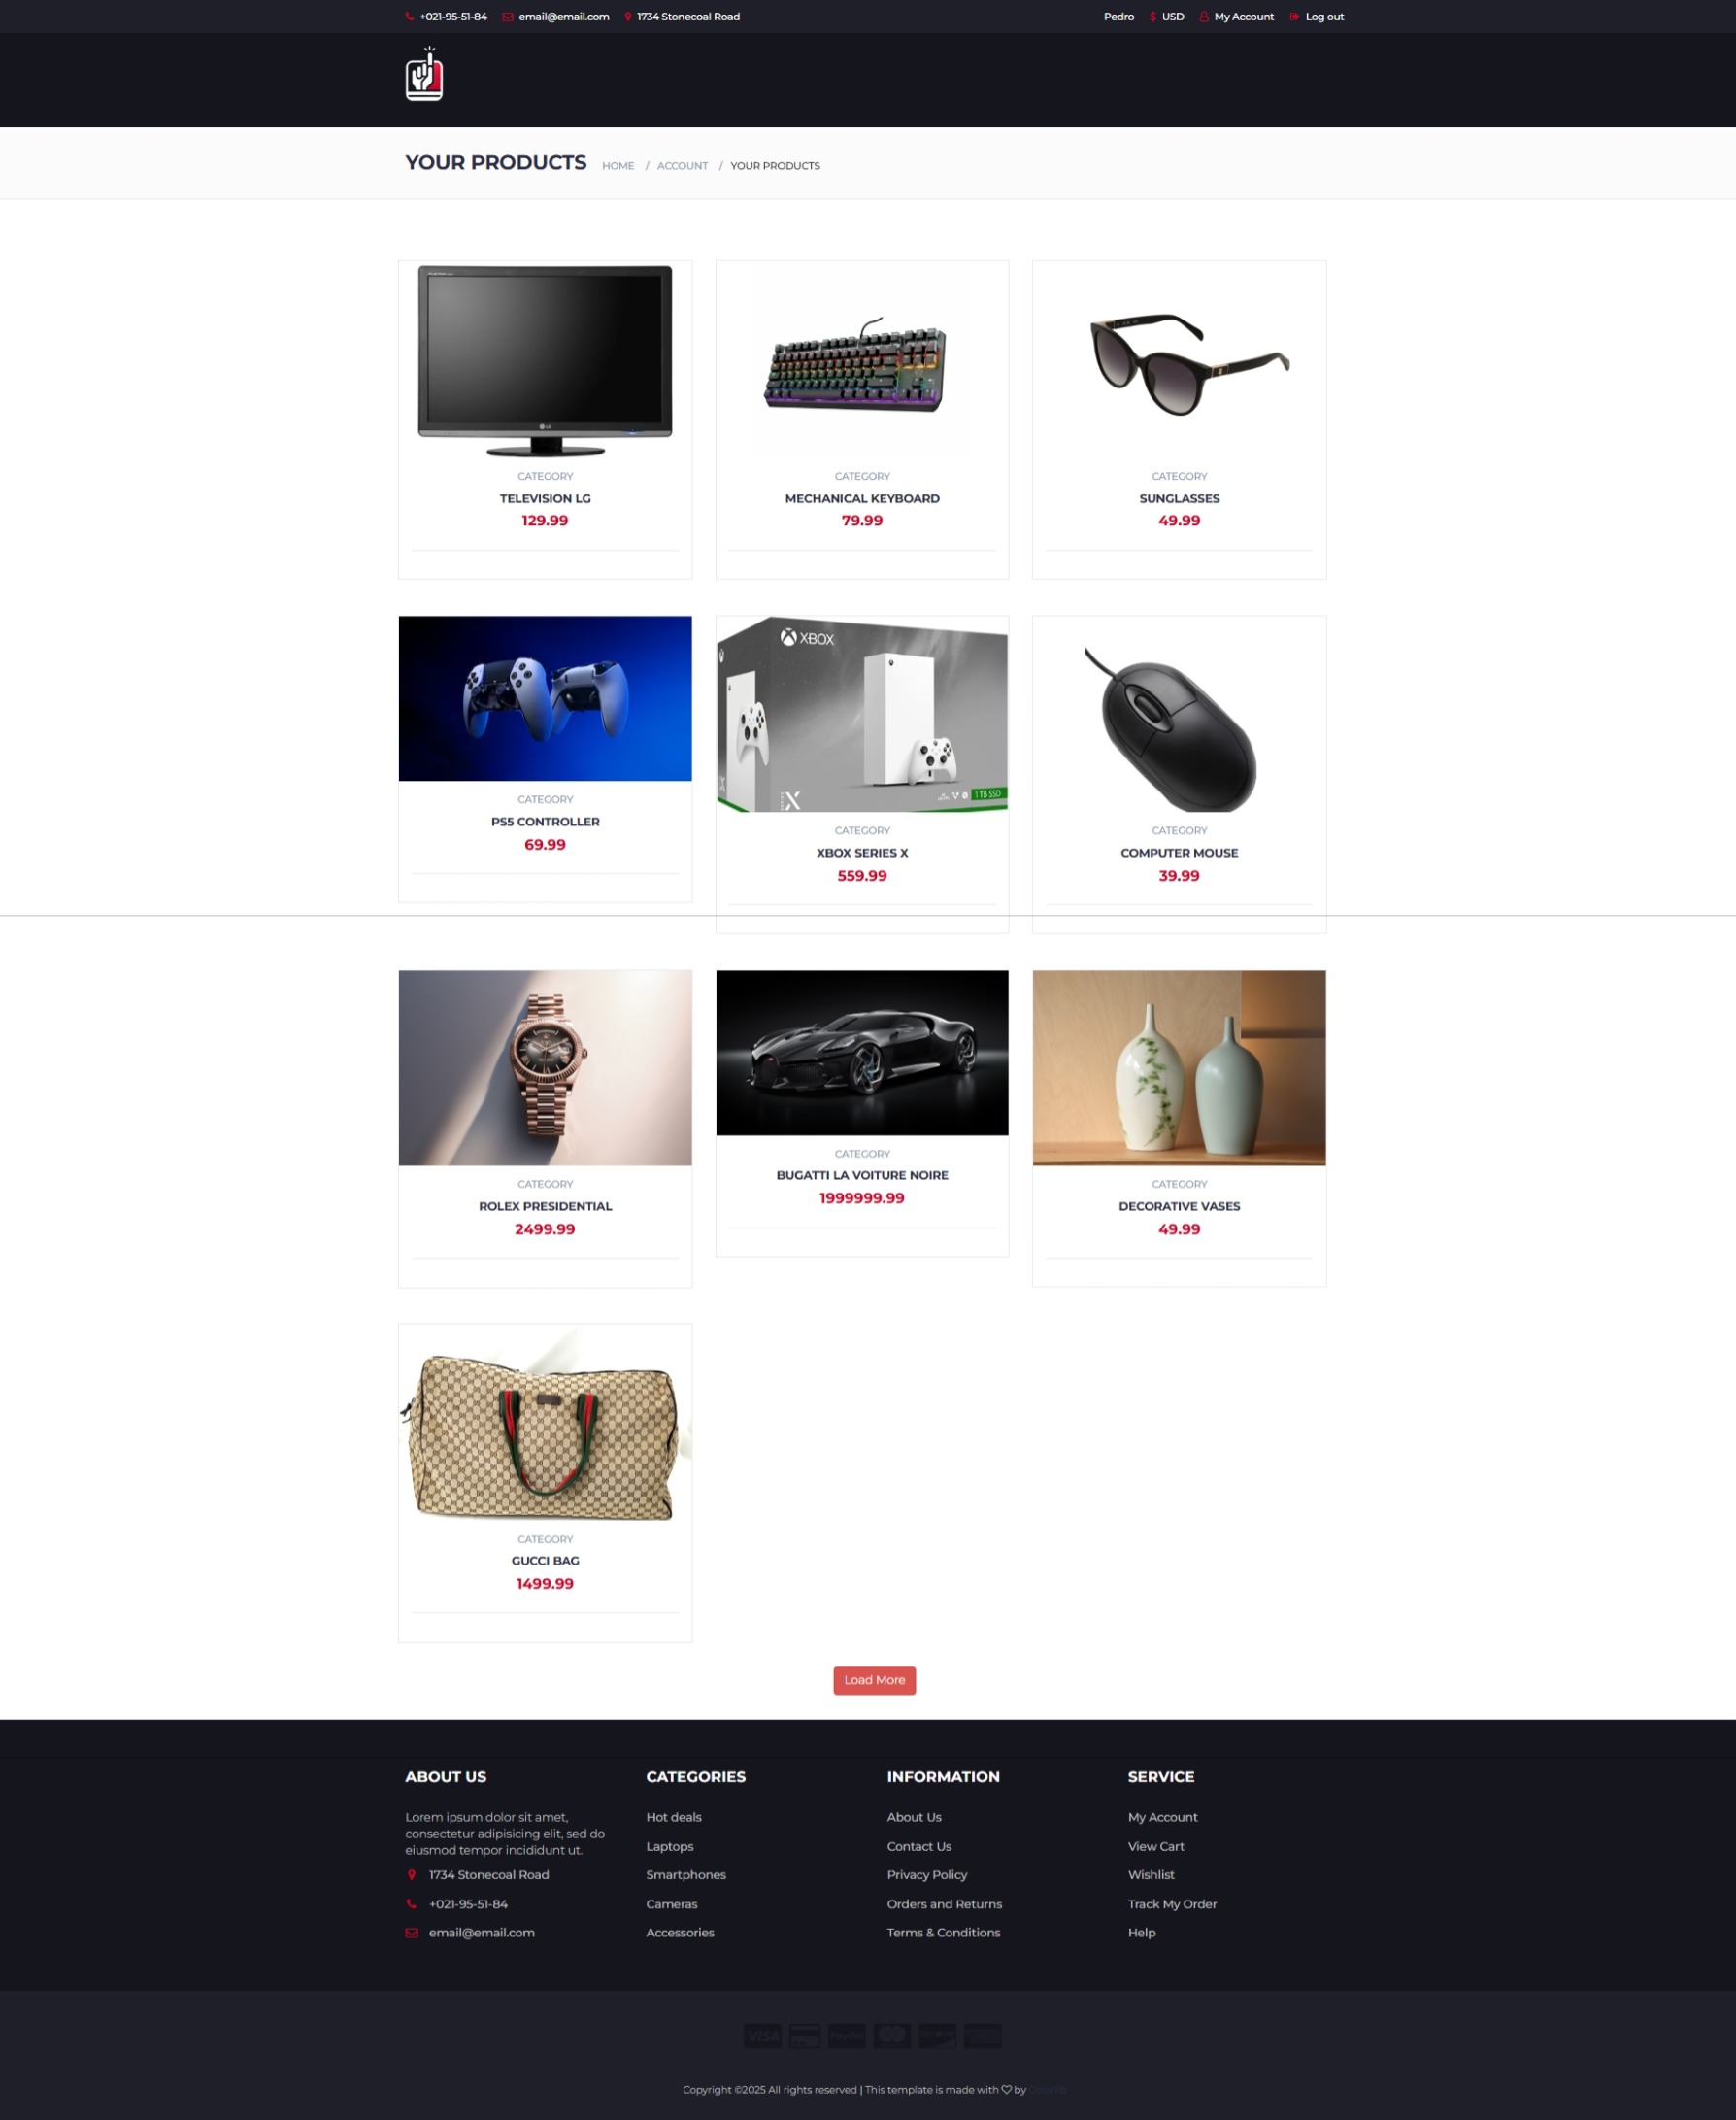 +021-95-51-84 email@email.com 1734 Stonecoal Road Pedro $ USD My Account Log out
YOUR PRODUCTS HOME / ACCOUNT / YOUR PRODUCTS
LG
CATEGORY
TELEVISION LG
129.99
CATEGORY
MECHANICAL KEYBOARD
79.99
CATEGORY
SUNGLASSES
49.99
CATEGORY
PS5 CONTROLLER
69.99
XBOX
X
1 TB SSD
CATEGORY
XBOX SERIES X
559.99
CATEGORY
COMPUTER MOUSE
39.99
CATEGORY
ROLEX PRESIDENTIAL
2499.99
CATEGORY
BUGATTI LA VOITURE NOIRE
1999999.99
CATEGORY
DECORATIVE VASES
49.99
CATEGORY
GUCCI BAG
1499.99
Load More
ABOUT US
Lorem ipsum dolor sit amet,
consectetur adipisicing elit, sed do
eiusmod tempor incididunt ut.
1734 Stonecoal Road
+021-95-51-84
email@email.com
CATEGORIES
Hot deals
Laptops
Smartphones
Cameras
Accessories
INFORMATION
About Us
Contact Us
Privacy Policy
Orders and Returns
Terms & Conditions
SERVICE
My Account
View Cart
Wishlist
Track My Order
Help
VISA PayPal
Copyright ©2025 All rights reserved | This template is made with ♡ by